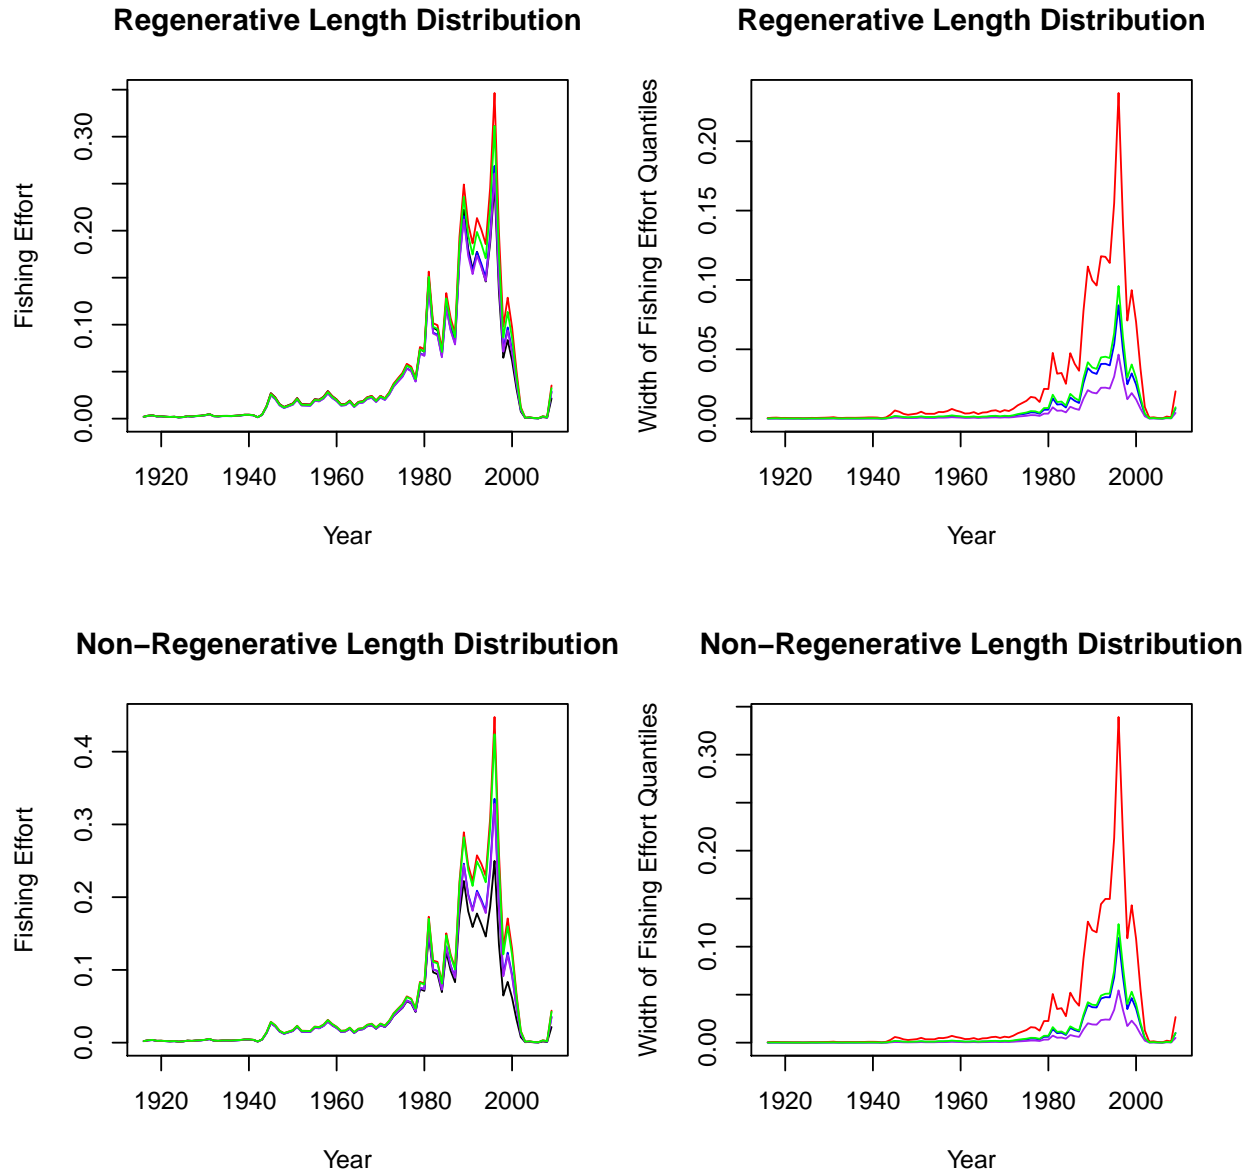 Regenerative Length Distribution
Fishing Effort
0.00 0.10 0.20 0.30
1920 1940 1960 1980 2000
Year
Regenerative Length Distribution
Width of Fishing Effort Quantiles
0.00 0.05 0.10 0.15 0.20
1920 1940 1960 1980 2000
Year
Non−Regenerative Length Distribution
Fishing Effort
0.0 0.1 0.2 0.3 0.4
1920 1940 1960 1980 2000
Year
Non−Regenerative Length Distribution
Width of Fishing Effort Quantiles
0.00 0.10 0.20 0.30
1920 1940 1960 1980 2000
Year